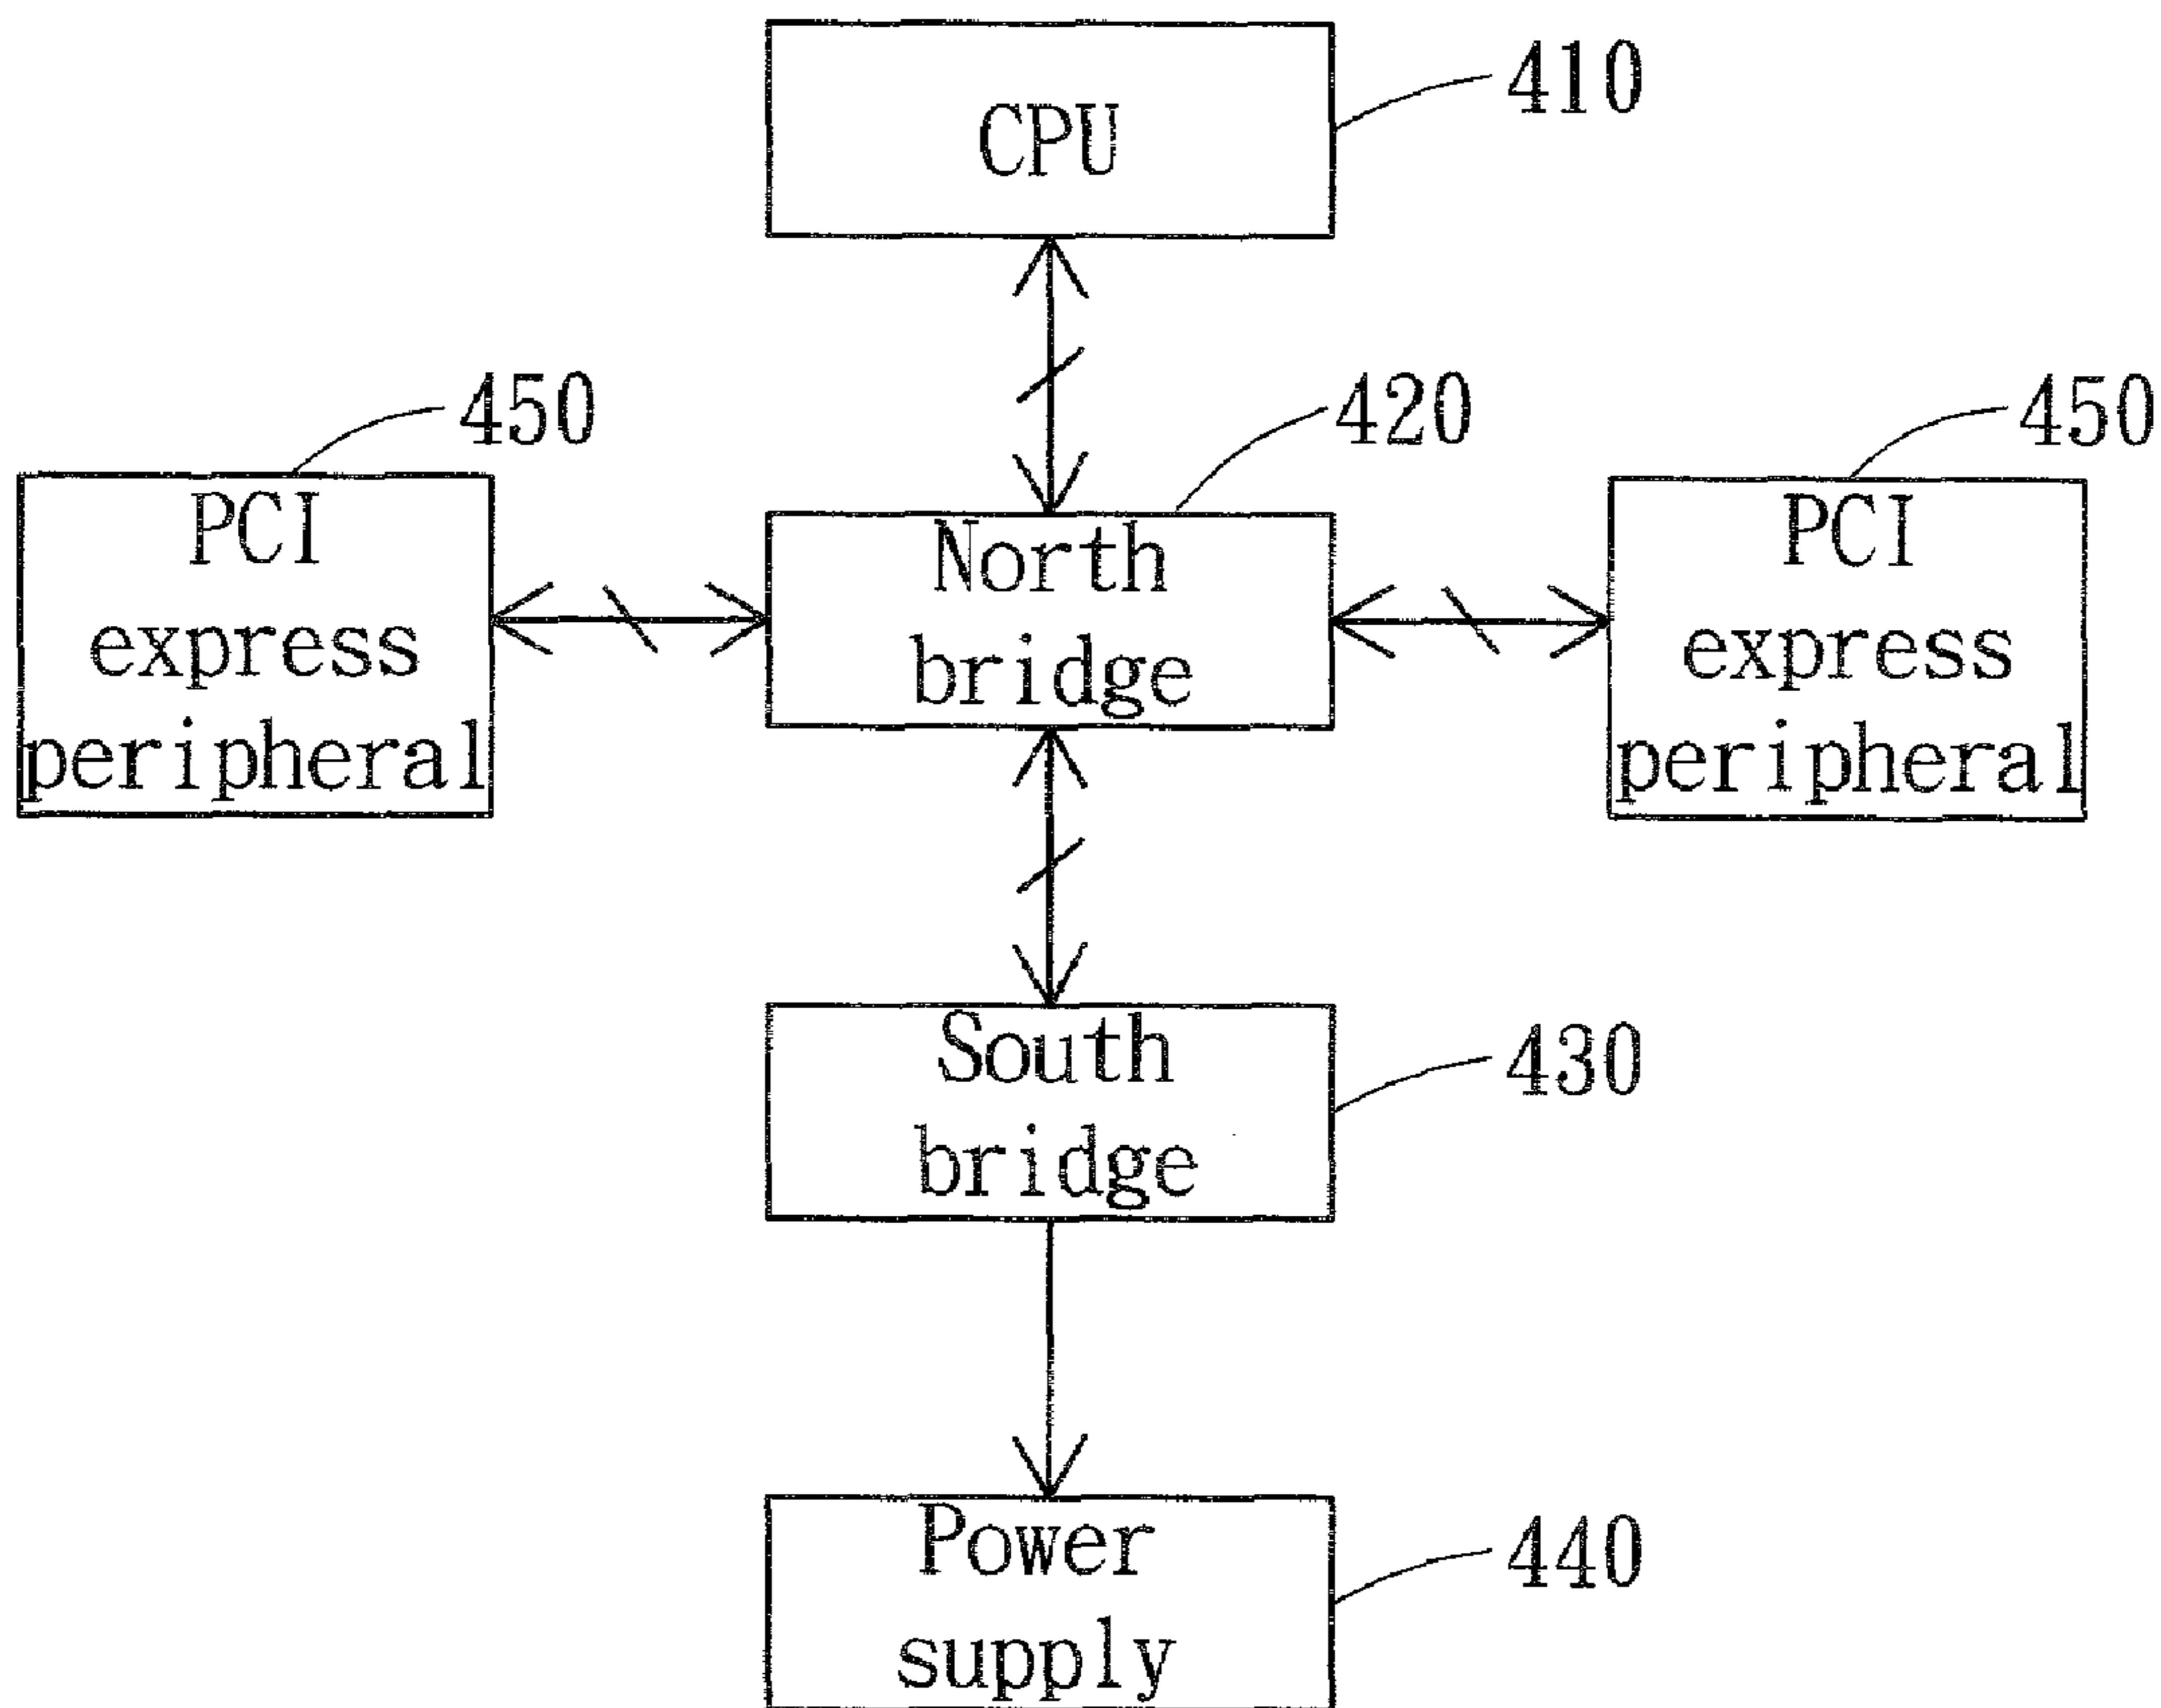 410
CPU
450
420
450
PCI
express
peripheral
North
bridge
PCI
express
peripheral
South
bridge
430
Power
supply
440